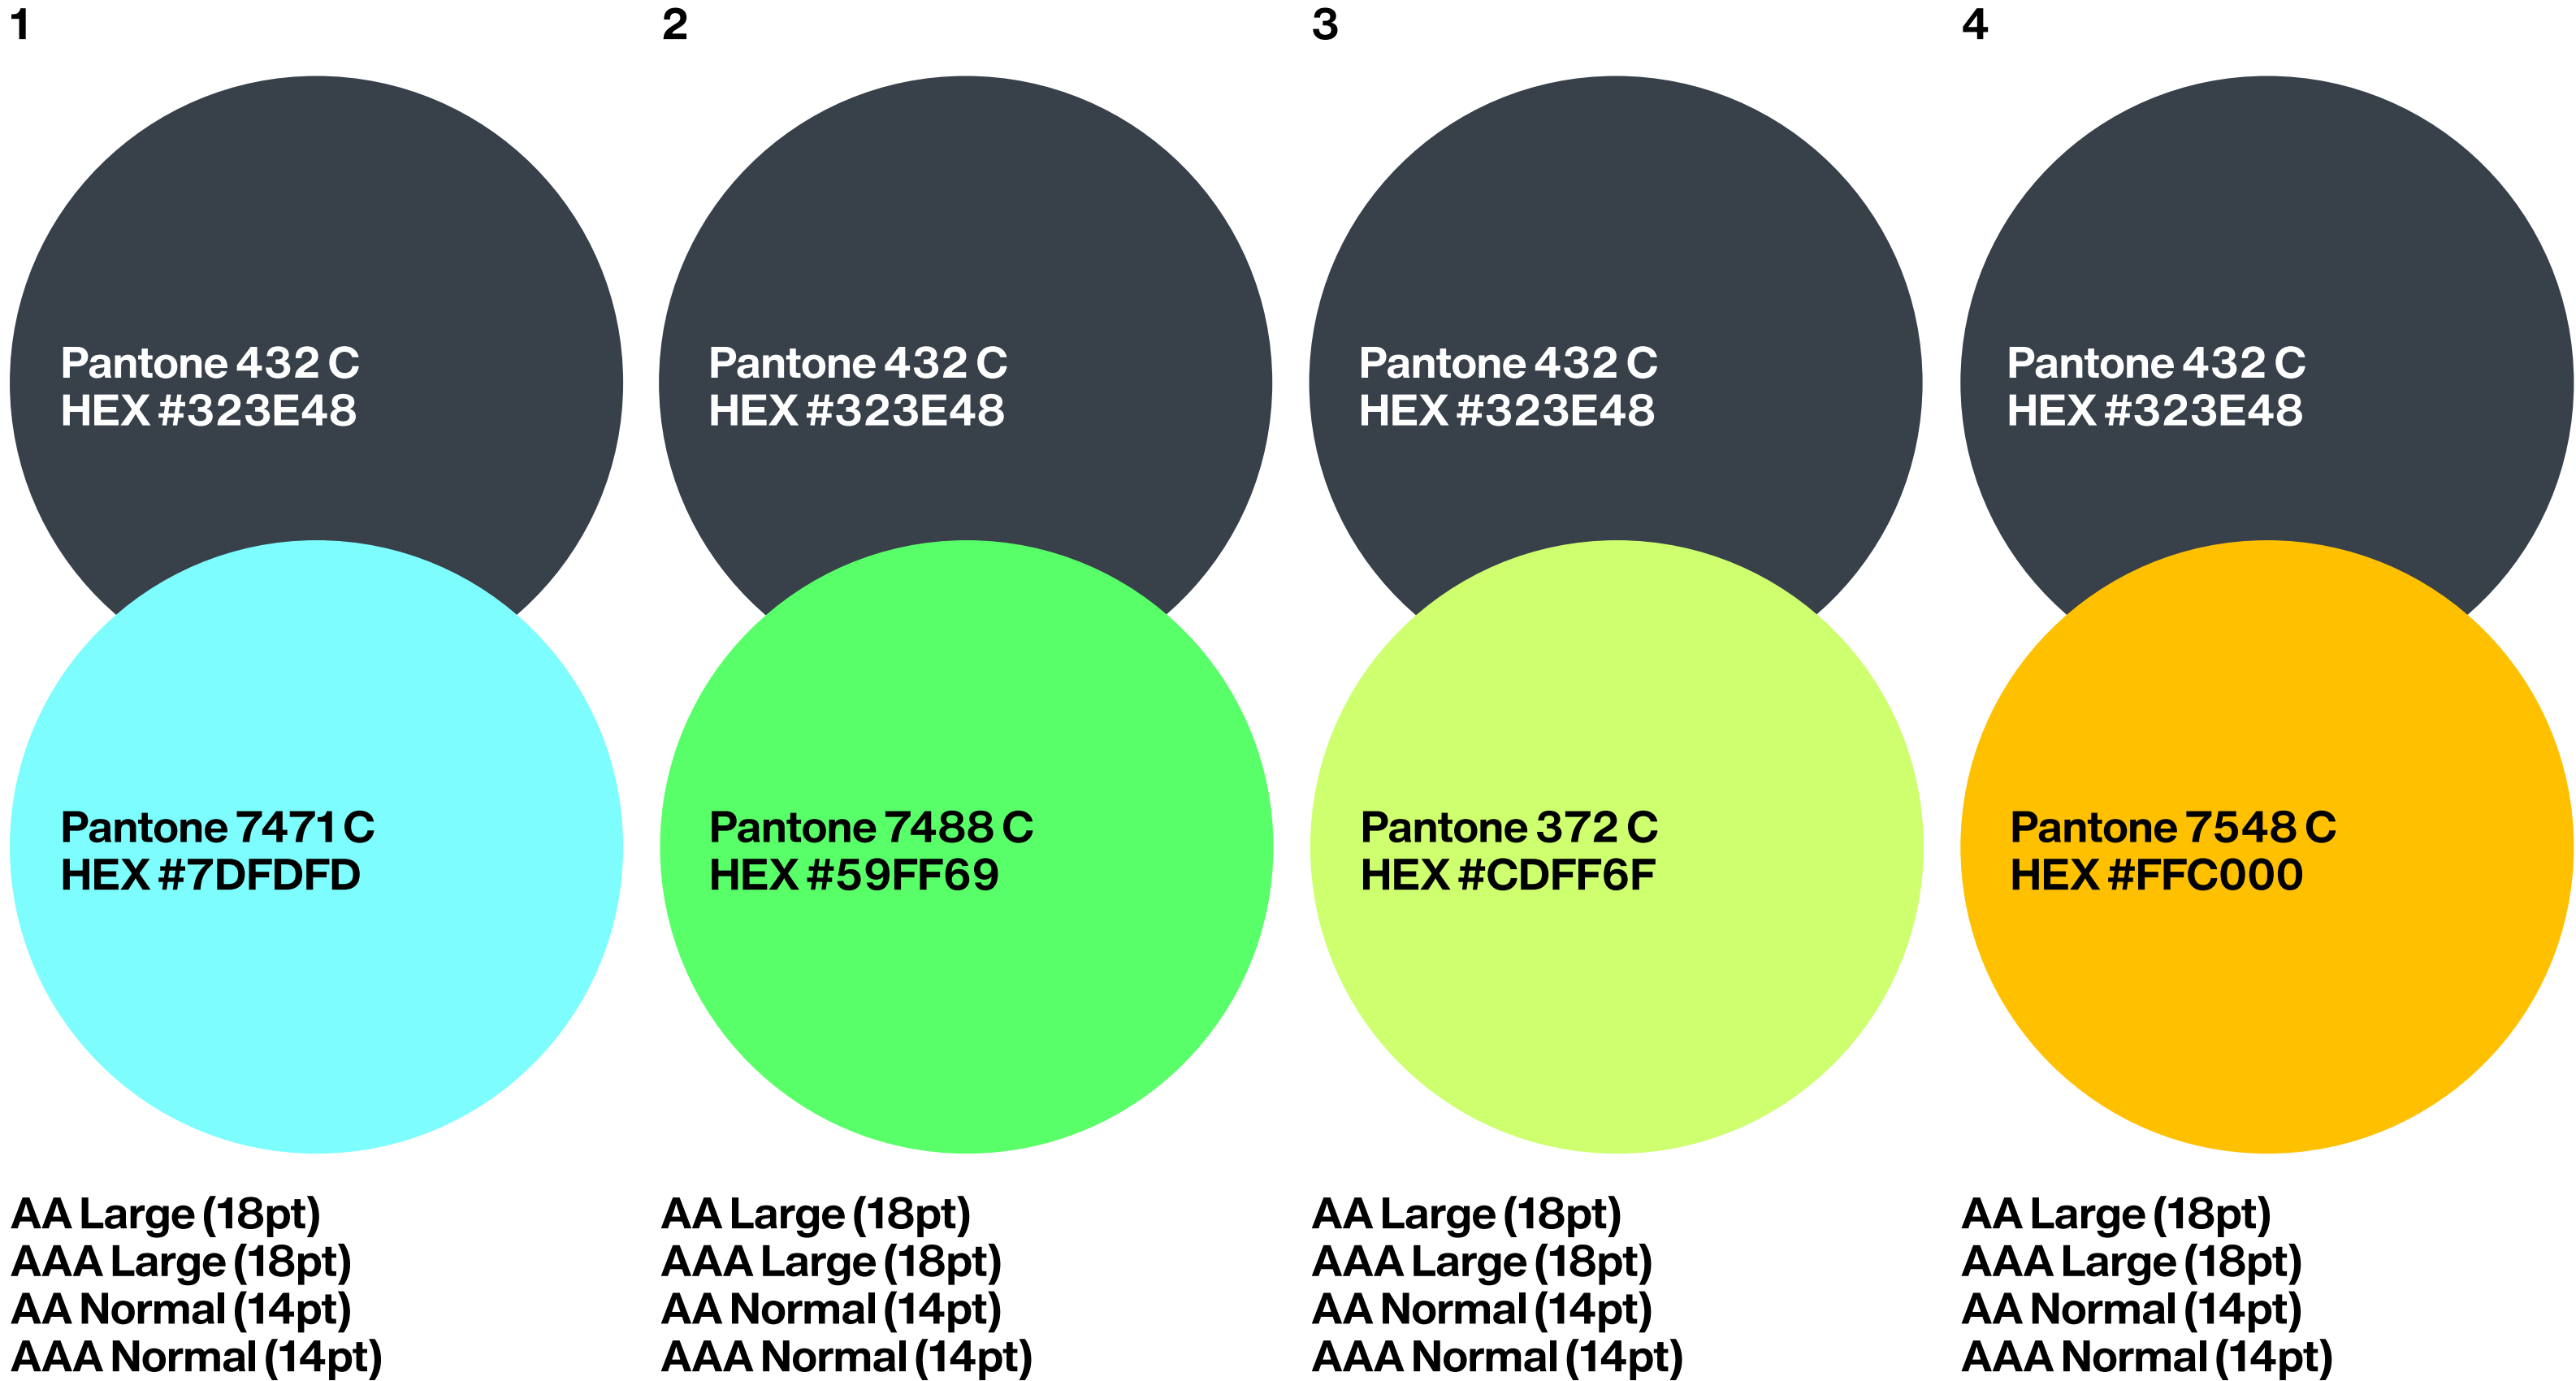 1
Pantone 432 C
HEX #323E48
Pantone 7471 C
HEX #7DFDFD
AA Large (18pt)
AAA Large (18pt)
AA Normal (14pt)
AAA Normal (14pt)
2
Pantone 432 C
HEX #323E48
Pantone 7488 C
HEX #59FF69
AA Large (18pt)
AAA Large (18pt)
AA Normal (14pt)
AAA Normal (14pt)
3
Pantone 432 C
HEX #323E48
Pantone 372 C
HEX #CDFF6F
AA Large (18pt)
AAA Large (18pt)
AA Normal (14pt)
AAA Normal (14pt)
4
Pantone 432 C
HEX #323E48
Pantone 7548 C
HEX #FFC000
AA Large (18pt)
AAA Large (18pt)
AA Normal (14pt)
AAA Normal (14pt)